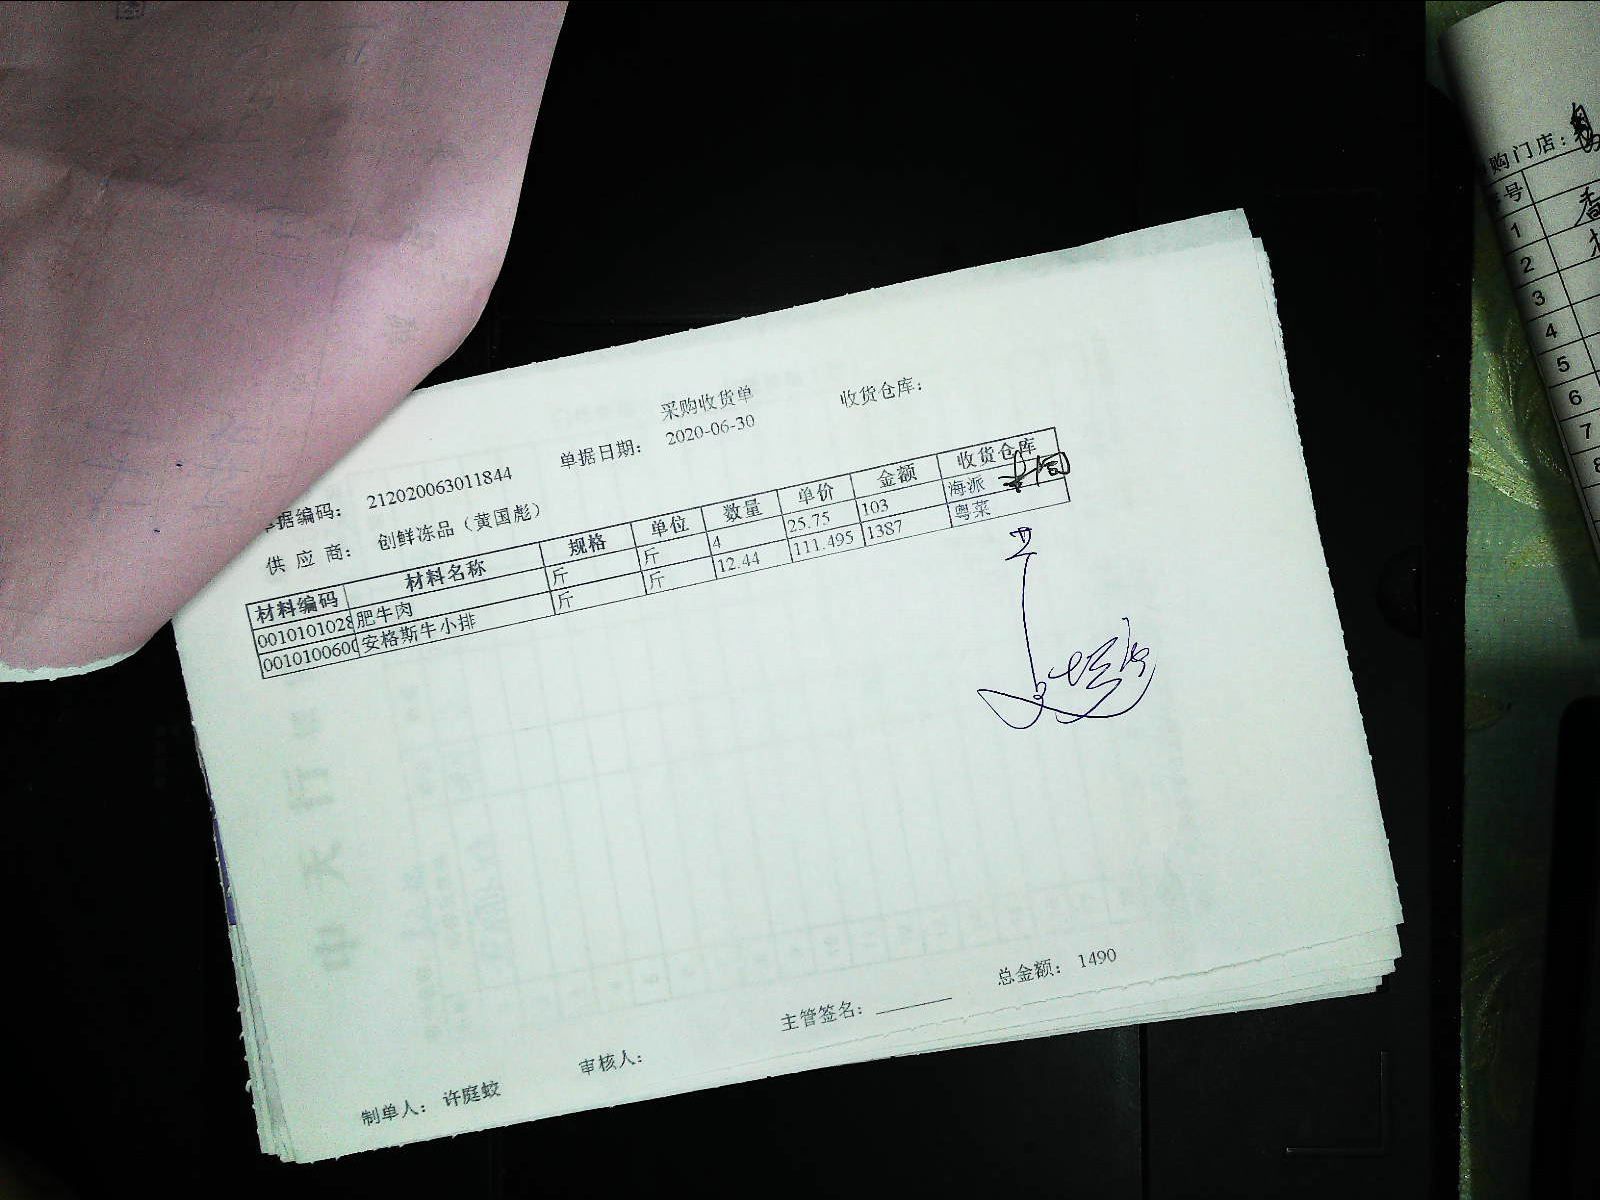 采购收货单
单据编码： 212020063011844 单据日期： 2020-06-30 收货仓库：
供 应 商： 创鲜冻品（黄国彪）
材料编码 材料名称 规格 单位 数量 单价 金额 收货仓库
0010101028 肥牛肉 斤 斤 4 25.75 103 海派
001010060 安格斯牛小排 斤 斤 12.44 111.495 1387 粤菜
制单人： 许庭蛟 审核人： 主管签名： 总金额： 1490
购门店：
号
1
2
3
4
5
6
7
8